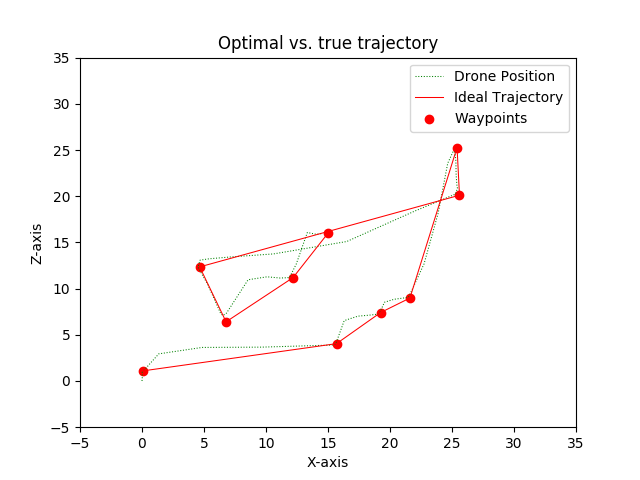 Optimal vs. true trajectory
Drone Position
Ideal Trajectory
Waypoints
Z-axis
35
30
25
20
15
10
5
0
−5
−5 0 5 10 15 20 25 30 35
X-axis